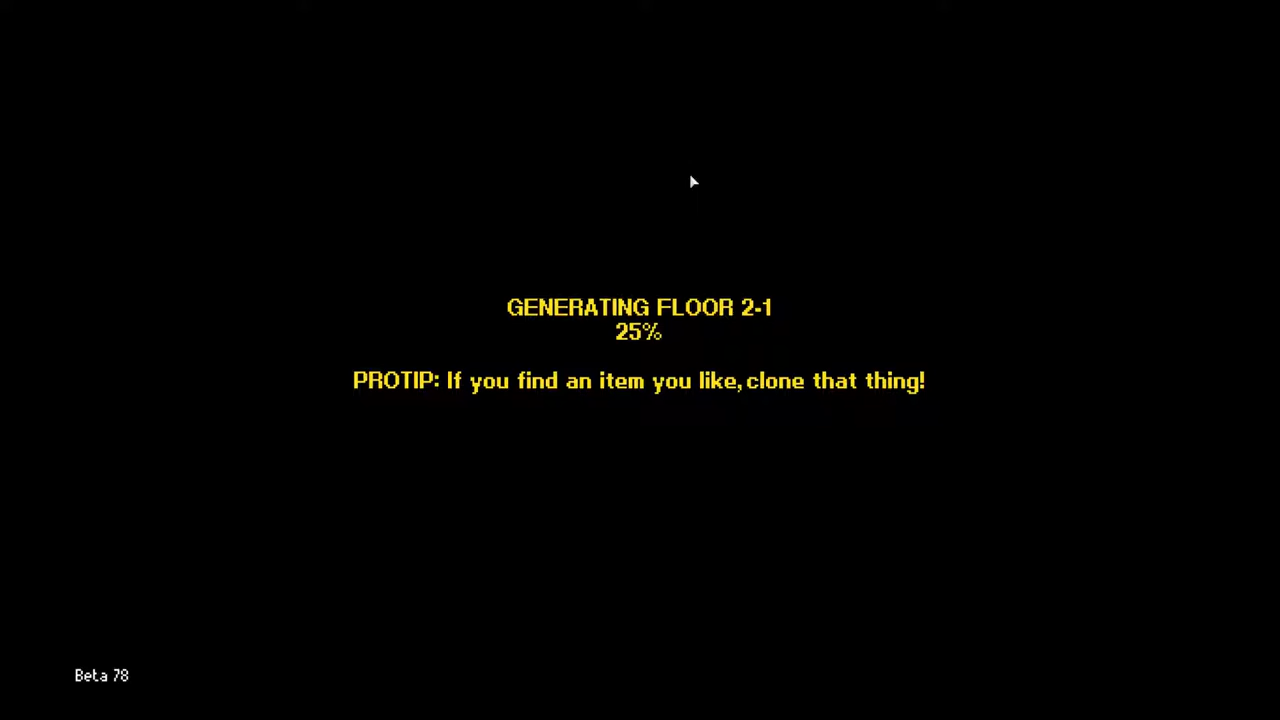 GENERATING FLOOR 2-1
25%
PROTIP: If you find an item you like, clone that thing!
Beta 78